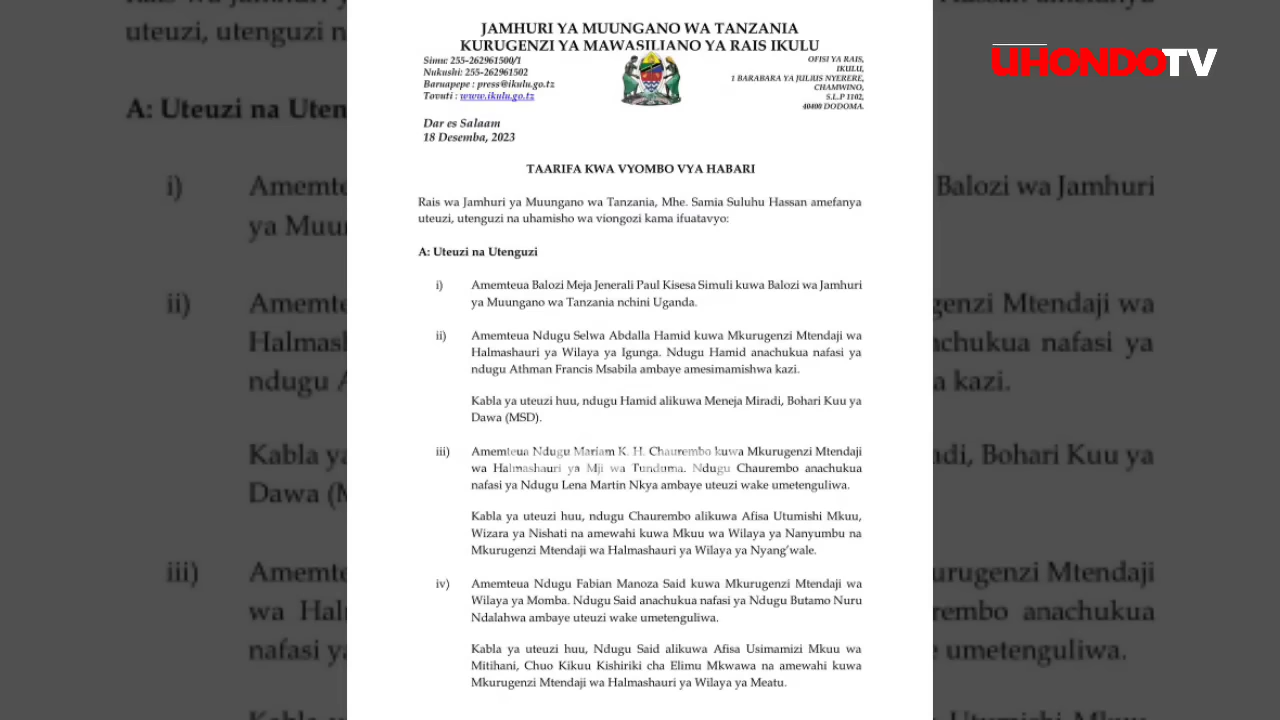 JAMHURI YA MUUNGANO WA TANZANIA
KURUGENZI YA MAWASILIANO YA RAIS IKULU
Simu: 255-262961500/1
Nukushi: 255-262961502
Baruapepe : press@ikulu.go.tz
Tovuti : www.ikulu.go.tz
OFISI YA RAIS,
IKULU,
1 BARABARA YA JULIUS NYERERE,
CHAMWINO,
S.L.P 1102,
40400 DODOMA.
UHONDOTV
Dar es Salaam
18 Desemba, 2023
TAARIFA KWA VYOMBO VYA HABARI
Rais wa Jamhuri ya Muungano wa Tanzania, Mhe. Samia Suluhu Hassan amefanya
uteuzi, utenguzi na uhamisho wa viongozi kama ifuatavyo:
A: Uteuzi na Utenguzi
i) Amemteua Balozi Meja Jenerali Paul Kisesa Simuli kuwa Balozi wa Jamhuri
ya Muungano wa Tanzania nchini Uganda.
ii) Amemteua Ndugu Selwa Abdalla Hamid kuwa Mkurugenzi Mtendaji wa
Halmashauri ya Wilaya ya Igunga. Ndugu Hamid anachukua nafasi ya
ndugu Athman Francis Msabila ambaye amesimamishwa kazi.
Kabla ya uteuzi huu, ndugu Hamid alikuwa Meneja Miradi, Bohari Kuu ya
Dawa (MSD).
iii) Amemteua Ndugu Mariam K. H. Chaurembo kuwa Mkurugenzi Mtendaji
wa Halmashauri ya Mji wa Tunduma. Ndugu Chaurembo anachukua
nafasi ya Ndugu Lena Martin Nkya ambaye uteuzi wake umetenguliwa.
Kabla ya uteuzi huu, ndugu Chaurembo alikuwa Afisa Utumishi Mkuu,
Wizara ya Nishati na amewahi kuwa Mkuu wa Wilaya ya Nanyumbu na
Mkurugenzi Mtendaji wa Halmashauri ya Wilaya ya Nyang'wale.
iv) Amemteua Ndugu Fabian Manoza Said kuwa Mkurugenzi Mtendaji wa
Wilaya ya Momba. Ndugu Said anachukua nafasi ya Ndugu Butamo Nuru
Ndalahwa ambaye uteuzi wake umetenguliwa.
Kabla ya uteuzi huu, Ndugu Said alikuwa Afisa Usimamizi Mkuu wa
Mitihani, Chuo Kikuu Kishiriki cha Elimu Mkwawa na amewahi kuwa
Mkurugenzi Mtendaji wa Halmashauri ya Wilaya ya Meatu.